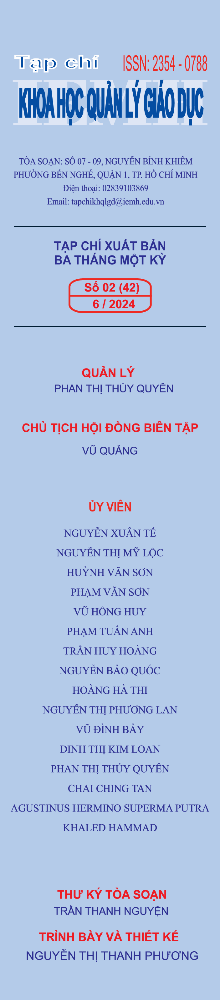 Tạp chí
ISSN: 2354 - 0788
IEMH
KHOA HỌC QUẢN LÝ GIÁO DỤC
TÒA SOẠN: SỐ 07 - 09, NGUYỄN BỈNH KHIÊM
PHƯỜNG BẾN NGHÉ, QUẬN 1, TP. HỒ CHÍ MINH
Điện thoại: 02839103869
Email: tapchikhqlgd@iemh.edu.vn
TẠP CHÍ XUẤT BẢN
BA THÁNG MỘT KỲ
Số 02 (42)
6 / 2024
QUẢN LÝ
PHAN THỊ THÚY QUYÊN
CHỦ TỊCH HỘI ĐỒNG BIÊN TẬP
VŨ QUẢNG
ỦY VIÊN
NGUYỄN XUÂN TẾ
NGUYỄN THỊ MỸ LỘC
HUỲNH VĂN SƠN
PHẠM VĂN SƠN
VŨ HỒNG HUY
PHẠM TUẤN ANH
TRẦN HUY HOÀNG
NGUYỄN BẢO QUỐC
HOÀNG HÀ THI
NGUYỄN THỊ PHƯƠNG LAN
VŨ ĐÌNH BẢY
ĐINH THỊ KIM LOAN
PHAN THỊ THÚY QUYÊN
CHAI CHING TAN
AGUSTINUS HERMINO SUPERMA PUTRA
KHALED HAMMAD
THƯ KÝ TÒA SOẠN
TRẦN THANH NGUYỆN
TRÌNH BÀY VÀ THIẾT KẾ
NGUYỄN THỊ THANH PHƯƠNG